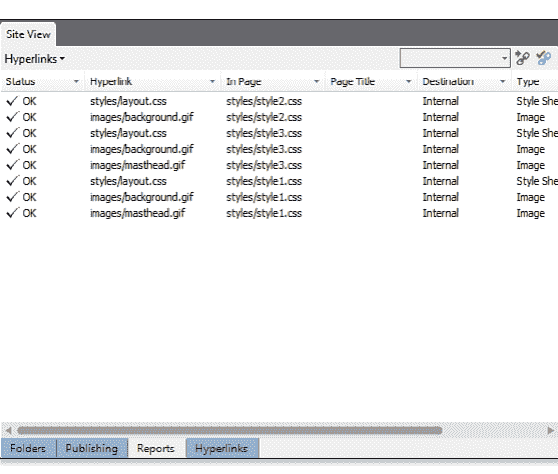 Site View
Hyperlinks
Status Hyperlink In Page Page Title Destination Type
OK styles/layout.css styles/style2.css Internal Style She
OK images/background.gif styles/style2.css Internal Image
OK styles/layout.css styles/style3.css Internal Style She
OK images/background.gif styles/style3.css Internal Image
OK images/masthead.gif styles/style3.css Internal Image
OK styles/layout.css styles/style1.css Internal Style She
OK images/background.gif styles/style1.css Internal Image
OK images/masthead.gif styles/style1.css Internal Image
Folders Publishing Reports Hyperlinks